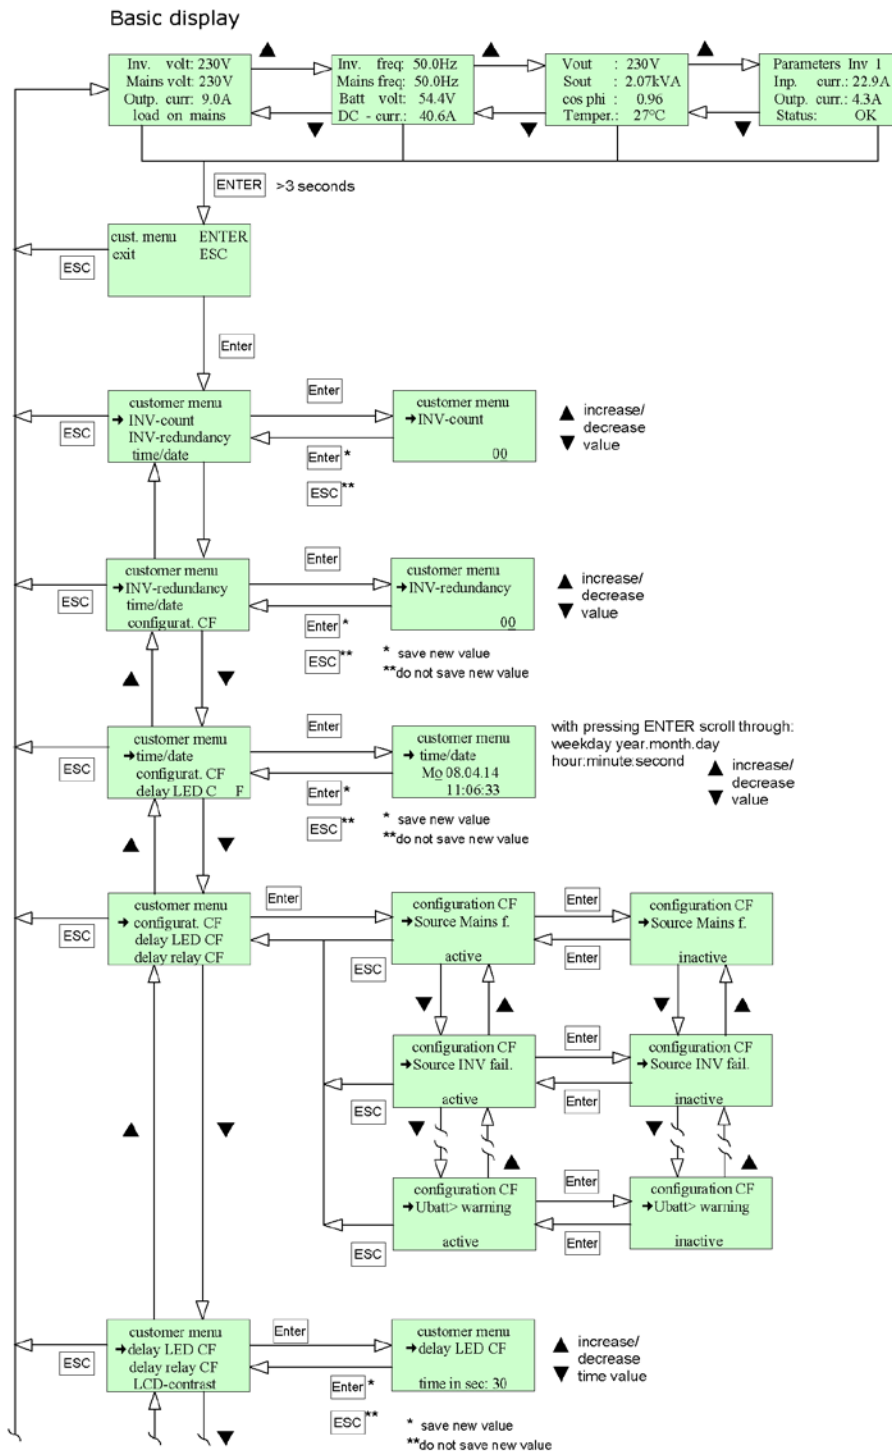 Basic display
Inv. volt: 230V
Mains volt: 230V
Outp. curr: 9.0A
load on mains
Inv. freq: 50.0Hz
Mains freq: 50.0Hz
Batt volt: 54.4V
DC - curr.: 40.6A
Vout : 230V
Sout : 2.07kVA
cos phi : 0.96
Temper.: 27°C
Parameters Inv 1
Inp. curr.: 22.9A
Outp. curr.: 4.3A
Status: OK
ENTER >3 seconds
cust. menu ENTER
exit ESC
ESC
Enter
customer menu
➔ INV-count
INV-redundancy
time/date
ESC
Enter
Enter *
ESC **
customer menu
➔INV-count
00
▲ increase/
decrease
▼ value
customer menu
➔INV-redundancy
time/date
configurat. CF
ESC
Enter
Enter *
ESC **
customer menu
➔INV-redundancy
00
▲ increase/
decrease
▼ value
* save new value
**do not save new value
customer menu
➔time/date
configurat. CF
delay LED C F
ESC
Enter
Enter *
ESC **
customer menu
➔ time/date
Mo 08.04.14
11:06:33
with pressing ENTER scroll through:
weekday year.month.day
hour:minute:second
▲ increase/
decrease
▼ value
* save new value
**do not save new value
customer menu
➔ configurat. CF
delay LED CF
delay relay CF
ESC
Enter
configuration CF
➔Source Mains f.
active
ESC
Enter
Enter
configuration CF
➔Source Mains f.
inactive
configuration CF
➔Source INV fail.
active
ESC
Enter
Enter
configuration CF
➔Source INV fail.
inactive
configuration CF
➔Ubatt> warning
active
ESC
Enter
Enter
configuration CF
➔Ubatt> warning
inactive
customer menu
➔delay LED CF
delay relay CF
LCD-contrast
ESC
Enter
Enter *
ESC **
customer menu
➔delay LED CF
time in sec: 30
▲ increase/
decrease
▼ time value
* save new value
**do not save new value